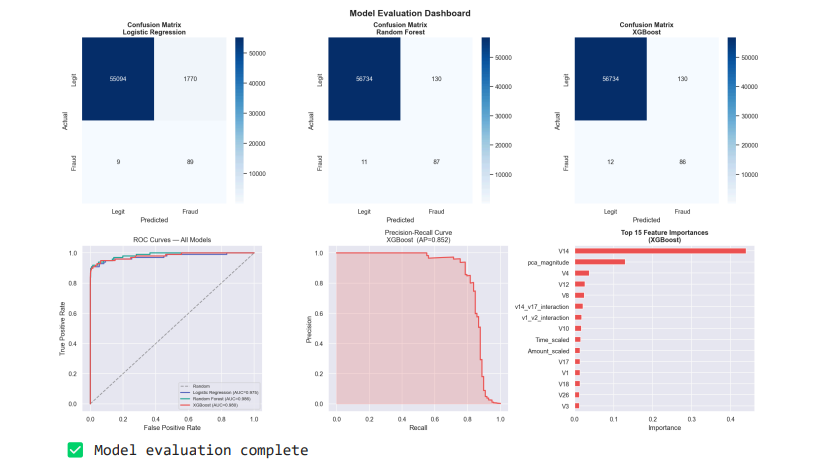 Model Evaluation Dashboard
Confusion Matrix
Logistic Regression
Confusion Matrix
Random Forest
Confusion Matrix
XGBoost
Legit
55094
1770
50000
40000
30000
20000
10000
Actual
Fraud
9
89
Legit
Fraud
Predicted
Legit
56734
130
50000
40000
30000
20000
10000
Actual
Fraud
11
87
Legit
Fraud
Predicted
Legit
56734
130
50000
40000
30000
20000
10000
Actual
Fraud
12
86
Legit
Fraud
Predicted
ROC Curves — All Models
1.0
0.8
0.6
0.4
0.2
0.0
True Positive Rate
Random
Logistic Regression
Random Forest
XGBoost
0.0 0.2 0.4 0.6 0.8 1.0
False Positive Rate
Precision-Recall Curve
XGBoost (AP=0.852)
1.0
0.8
0.6
0.4
0.2
0.0
Precision
0.0 0.2 0.4 0.6 0.8 1.0
Recall
Top 15 Feature Importances
(XGBoost)
V14
pca_magnitude
V4
V12
V8
v14_v17_interaction
v1_v2_interaction
V10
Time_scaled
Amount_scaled
V17
V1
V18
V26
V3
0.0 0.1 0.2 0.3 0.4
Importance
Model evaluation complete